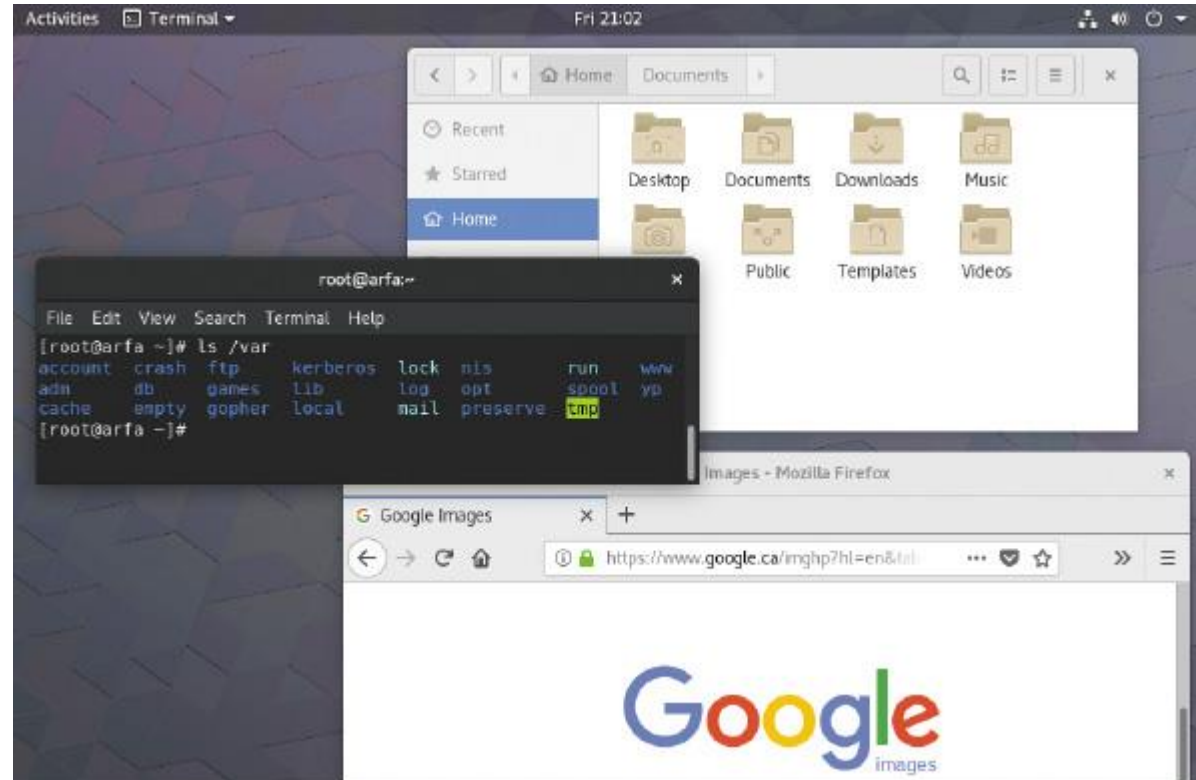 Activities Terminal Fri 21:02
Home Documents
Recent
Starred
Home
Desktop Documents Downloads Music
Public Templates Videos
root@arfa:~
File Edit View Search Terminal Help
[root@arfa ~]# ls /var
account crash ftp kerberos lock nis run www
adm db games lib log opt spool yp
cache empty gopher local mail preserve tmp
[root@arfa ~]#
Images - Mozilla Firefox
Google Images
https://www.google.ca/imghp?hl=en&
Google
images